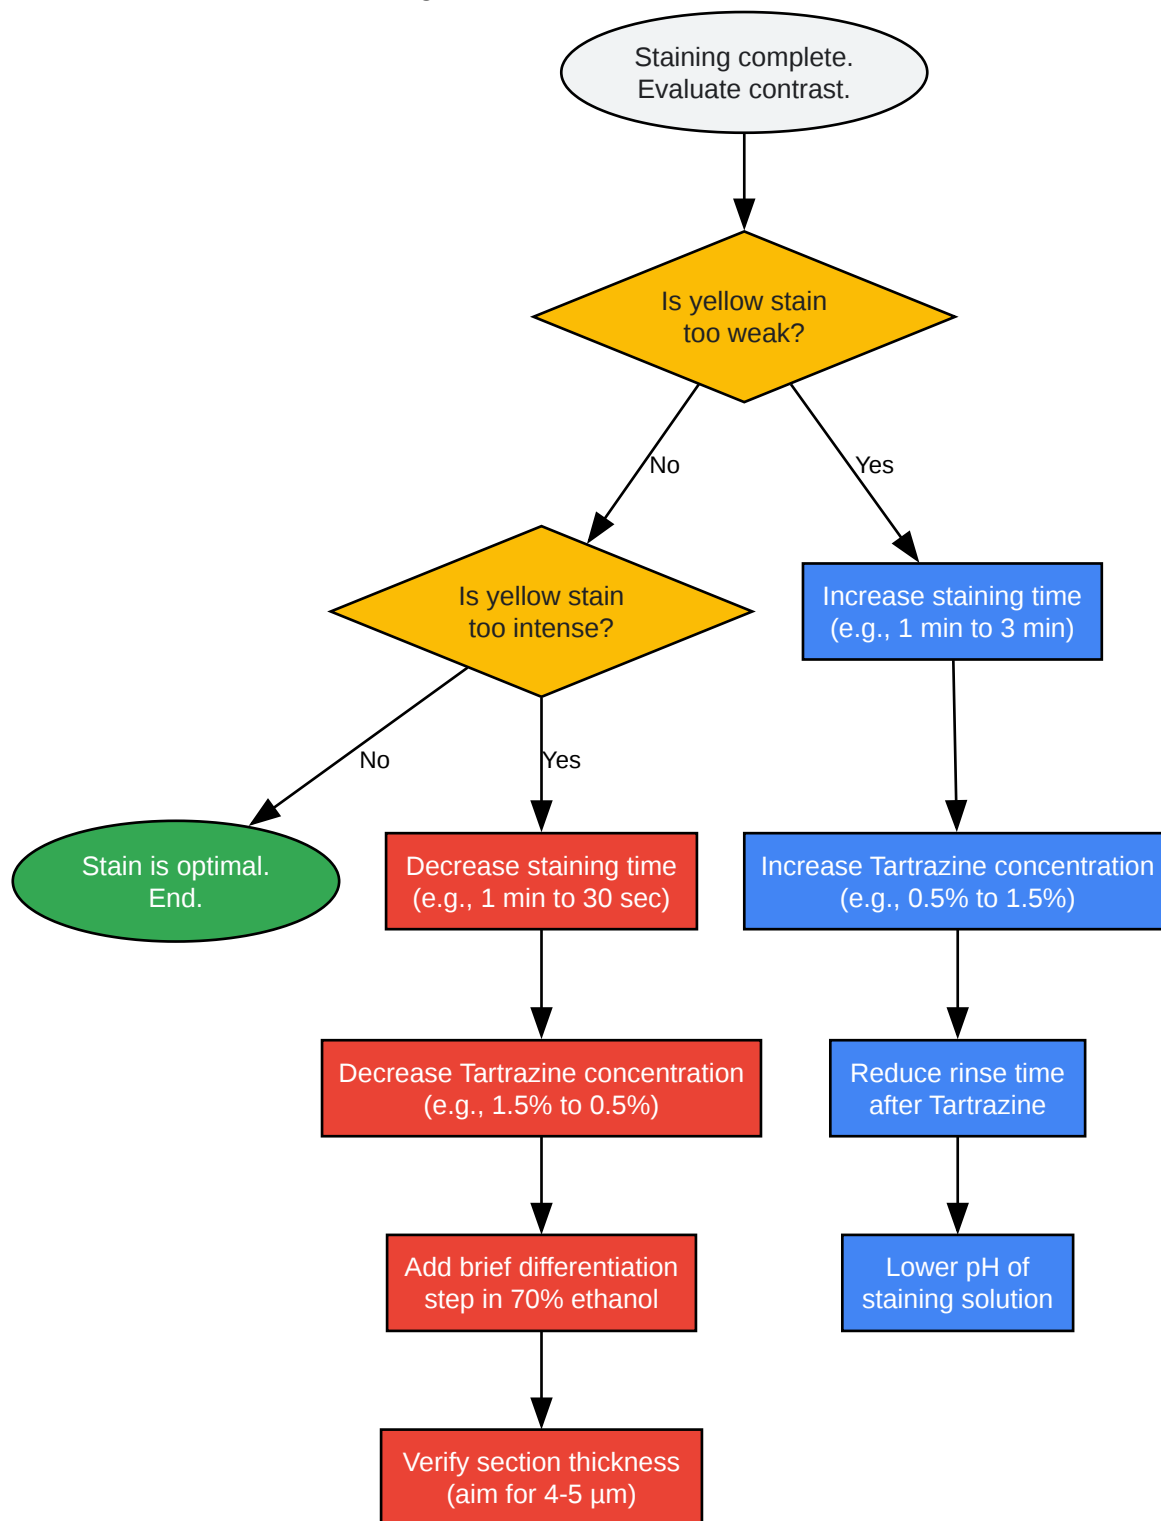 Staining complete.
Evaluate contrast.
Is yellow stain
too weak?
No
Yes
Is yellow stain
too intense?
Increase staining time
(e.g., 1 min to 3 min)
No
Yes
Stain is optimal.
End.
Decrease staining time
(e.g., 1 min to 30 sec)
Increase Tartrazine concentration
(e.g., 0.5% to 1.5%)
Decrease Tartrazine concentration
(e.g., 1.5% to 0.5%)
Reduce rinse time
after Tartrazine
Add brief differentiation
step in 70% ethanol
Lower pH of
staining solution
Verify section thickness
(aim for 4-5 µm)